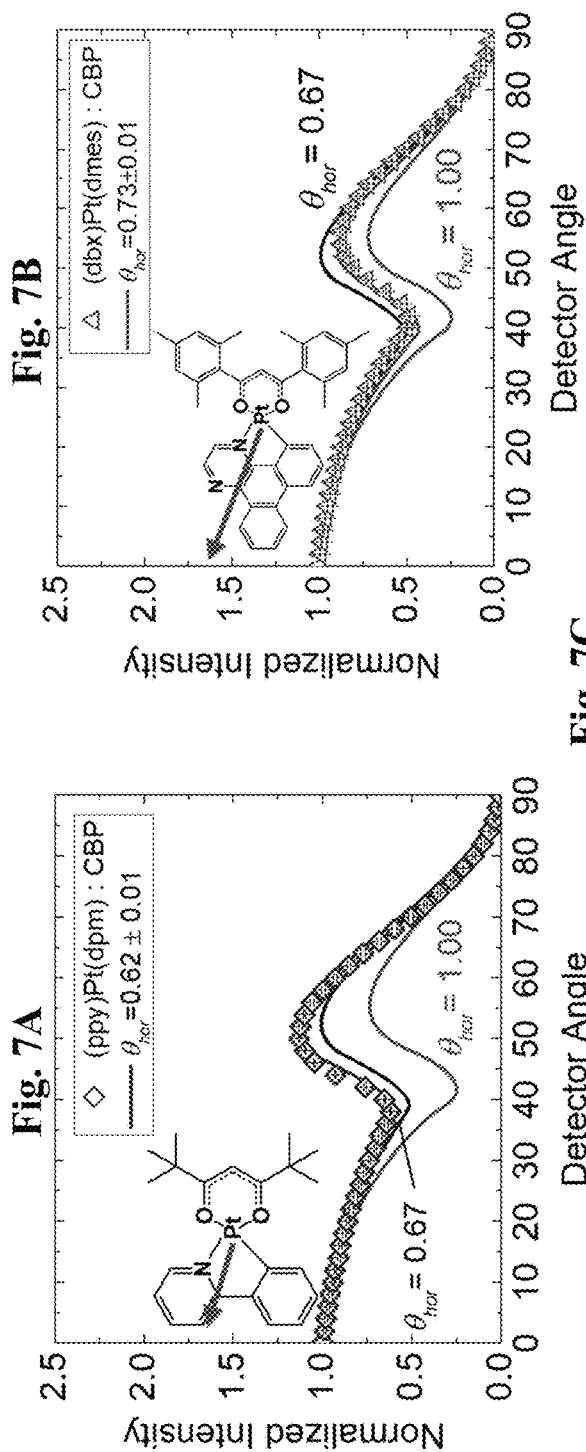 Fig. 7A
Normalized Intensity
2.5
2.0
1.5
1.0
0.5
0.0
◇ (ppy)Pt(dpm) : CBP
θhor=0.62 ± 0.01
N
Pt
O
O
θhor = 0.67
θhor = 1.00
0 10 20 30 40 50 60 70 80 90
Detector Angle
Fig. 7B
Normalized Intensity
2.5
2.0
1.5
1.0
0.5
0.0
△ (dbx)Pt(dmes) : CBP
θhor=0.73±0.01
N
N
Pt
O
O
θhor = 0.67
θhor = 1.00
0 10 20 30 40 50 60 70 80 90
Detector Angle
Fig. 7C